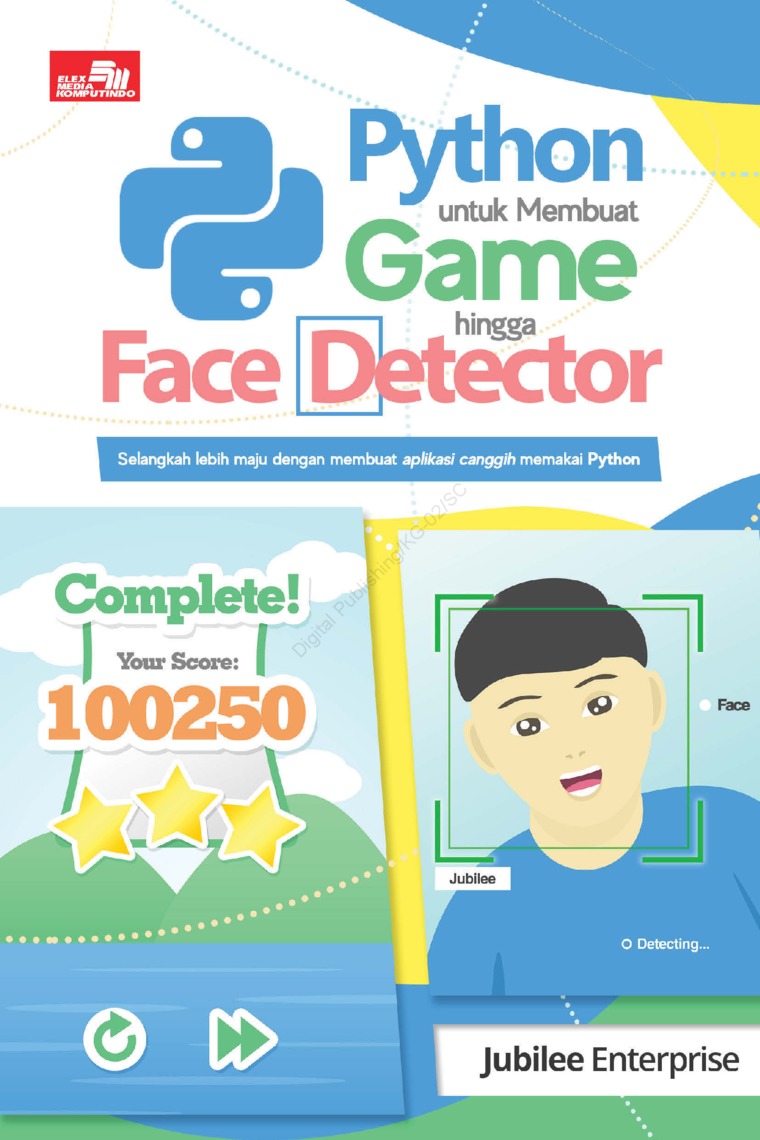 ELEX
MEDIA
KOMPUTINDO
Python
untuk Membuat
Game
hingga
Face Detector
Selangkah lebih maju dengan membuat aplikasi canggih memakai Python
Digital Publishing/KG-02/SC
Complete!
Your Score:
100250
Face
Jubilee
Detecting...
Jubilee Enterprise